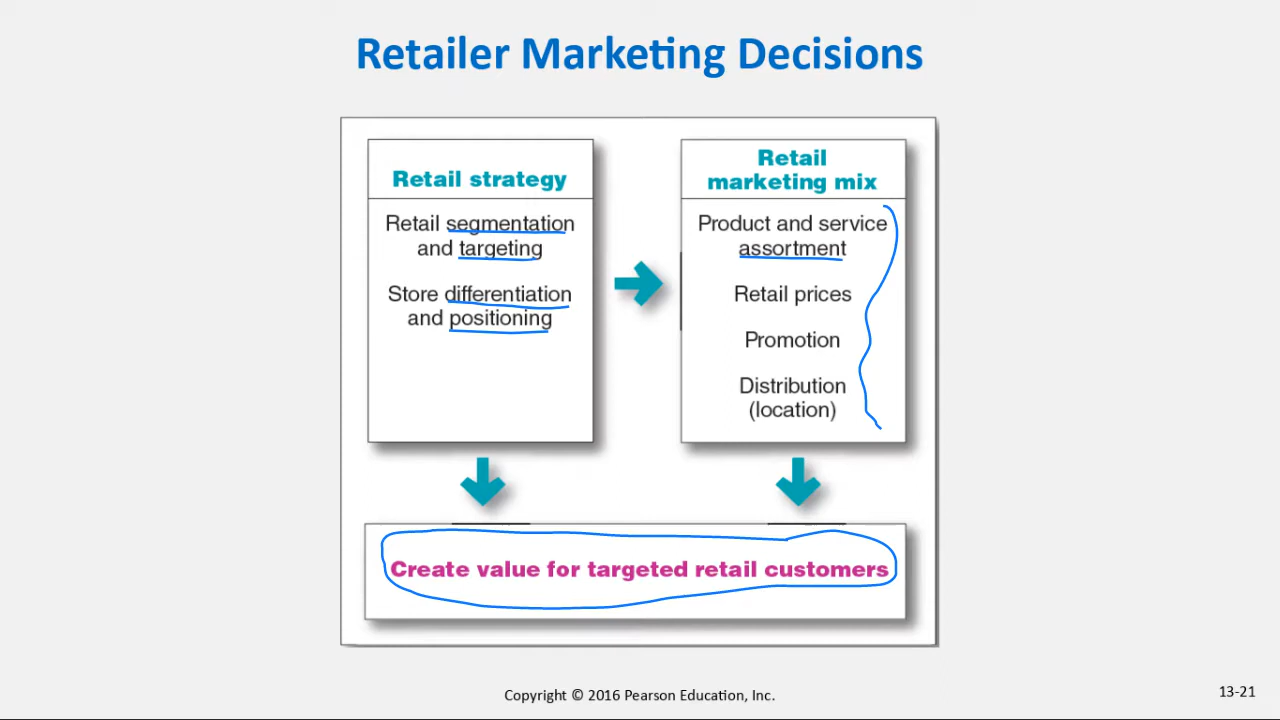 Retailer Marketing Decisions
Retail strategy
Retail segmentation
and targeting
Store differentiation
and positioning
Retail
marketing mix
Product and service
assortment
Retail prices
Promotion
Distribution
(location)
Create value for targeted retail customers
Copyright © 2016 Pearson Education, Inc.
13-21